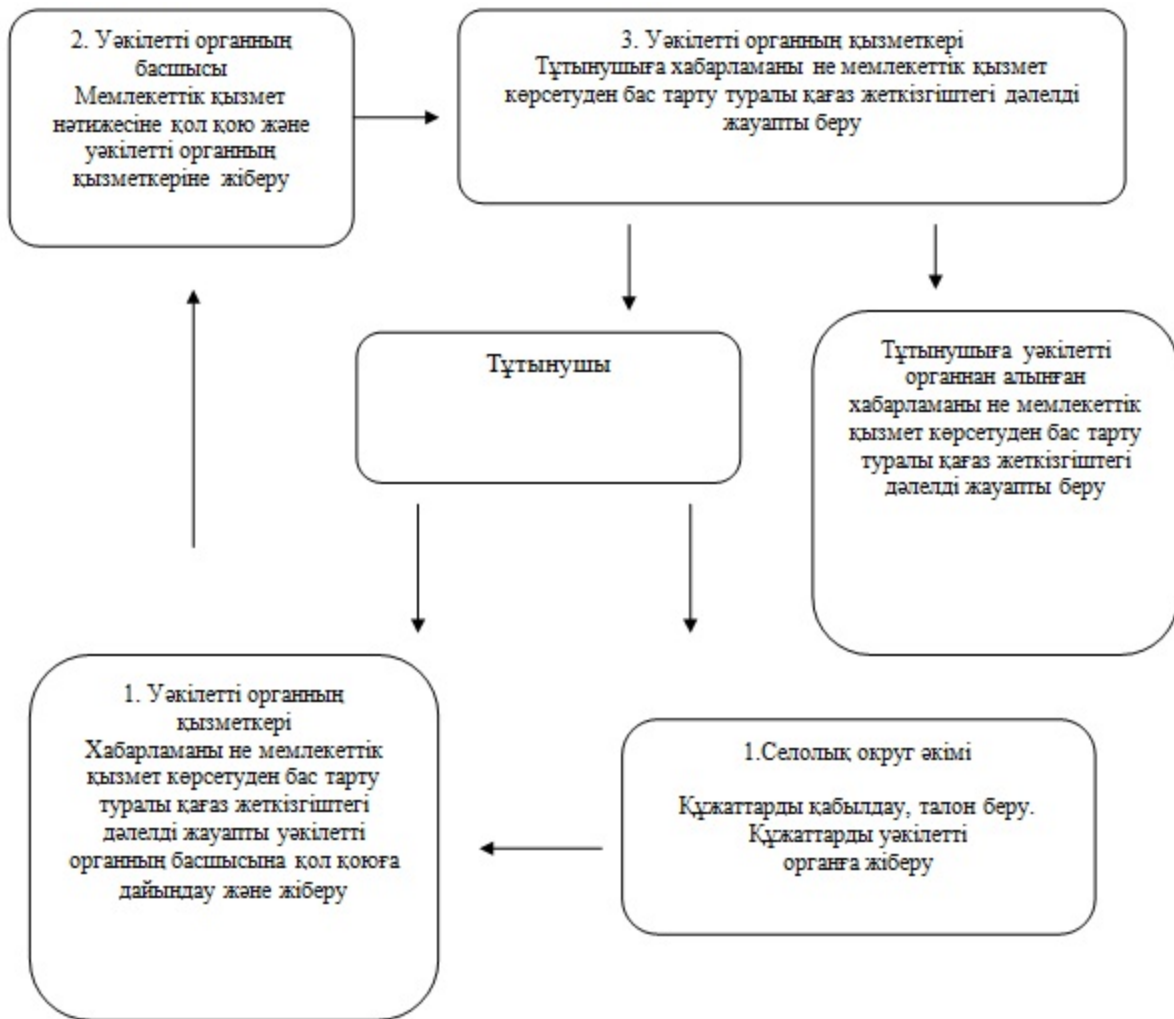 2. Уәкілетті органның
басшысы
Мемлекеттік қызмет
нәтижесіне қол қою және
уәкілетті органның
қызметкеріне жіберу
3. Уәкілетті органның қызметкері
Тұтынушыға хабарламаны не мемлекеттік қызмет
көрсетуден бас тарту туралы қағаз жеткізгіштегі дәлелді
жауапты беру
Тұтынушы
Тұтынушыға уәкілетті
органнан алынған
хабарламаны не мемлекеттік
қызмет көрсетуден бас тарту
туралы қағаз жеткізгіштегі
дәлелді жауапты беру
1. Уәкілетті органның
қызметкері
Хабарламаны не мемлекеттік
қызмет көрсетуден бас тарту
туралы қағаз жеткізгіштегі
дәлелді жауапты уәкілетті
органның басшысына қол қоюға
дайындау және жіберу
1.Селолық округ әкімі
Құжаттарды қабылдау, талон беру.
Құжаттарды уәкілетті
органға жіберу